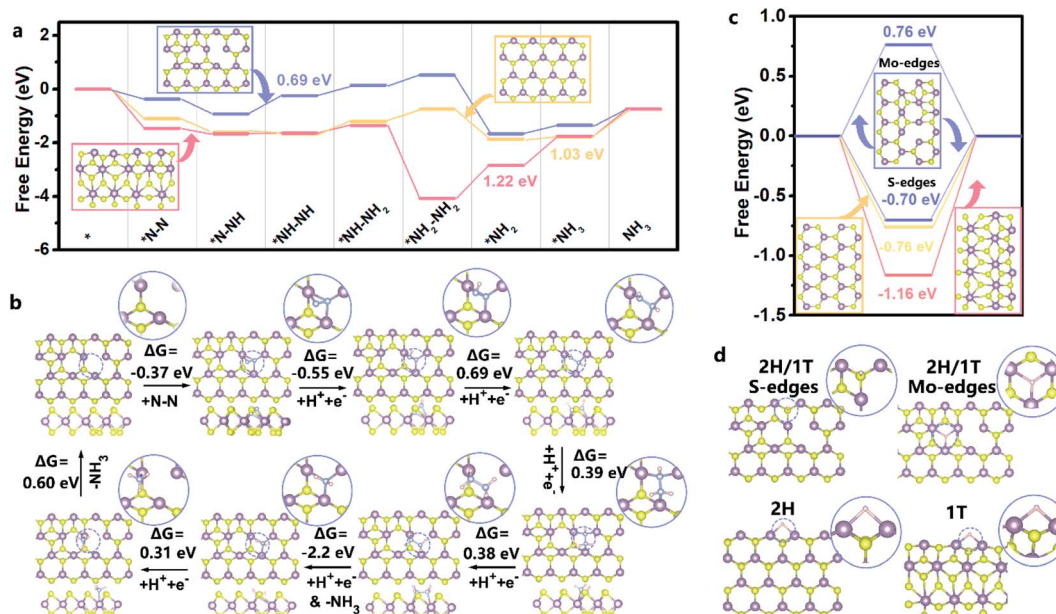 a
Free Energy (eV)
2
0
-2
-4
-6
0.69 eV
1.03 eV
1.22 eV
*
*N-N
*N-NH
*NH-NH
*NH-NH₂
*NH₂-NH₂
*NH₂
*NH₃
NH₃
b
ΔG=
-0.37
+N-N
ΔG=
-0.55
+H⁺+e⁻
ΔG=
0.69 eV
+H⁺+e⁻
+H⁺+e⁻
ΔG=
0.39 eV
ΔG=
0.38 eV
+H⁺+e⁻
ΔG=
-2.2 eV
+H⁺+e⁻
& -NH₃
ΔG=
0.31 eV
+H⁺+e⁻
ΔG=
0.60 eV
-NH₃
c
Free Energy (eV)
1.0
0.5
0.0
-0.5
-1.0
-1.5
0.76 eV
Mo-edges
S-edges
-0.70 eV
-0.76 eV
-1.16 eV
d
2H/1T
S-edges
2H/1T
Mo-edges
2H
1T